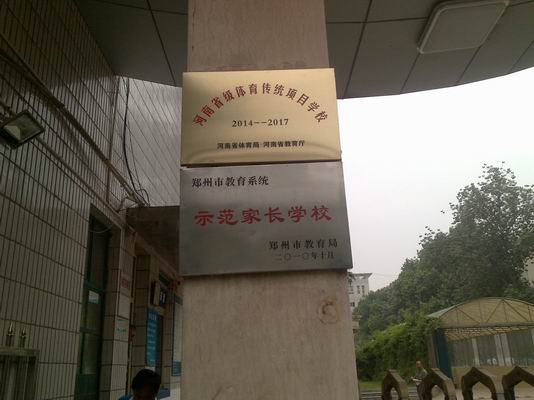 河南省级体育传统项目学校
2014--2017
河南省体育局 河南省教育厅
郑州市教育系统
示范家长学校
郑州市教育局
二〇一〇年十月